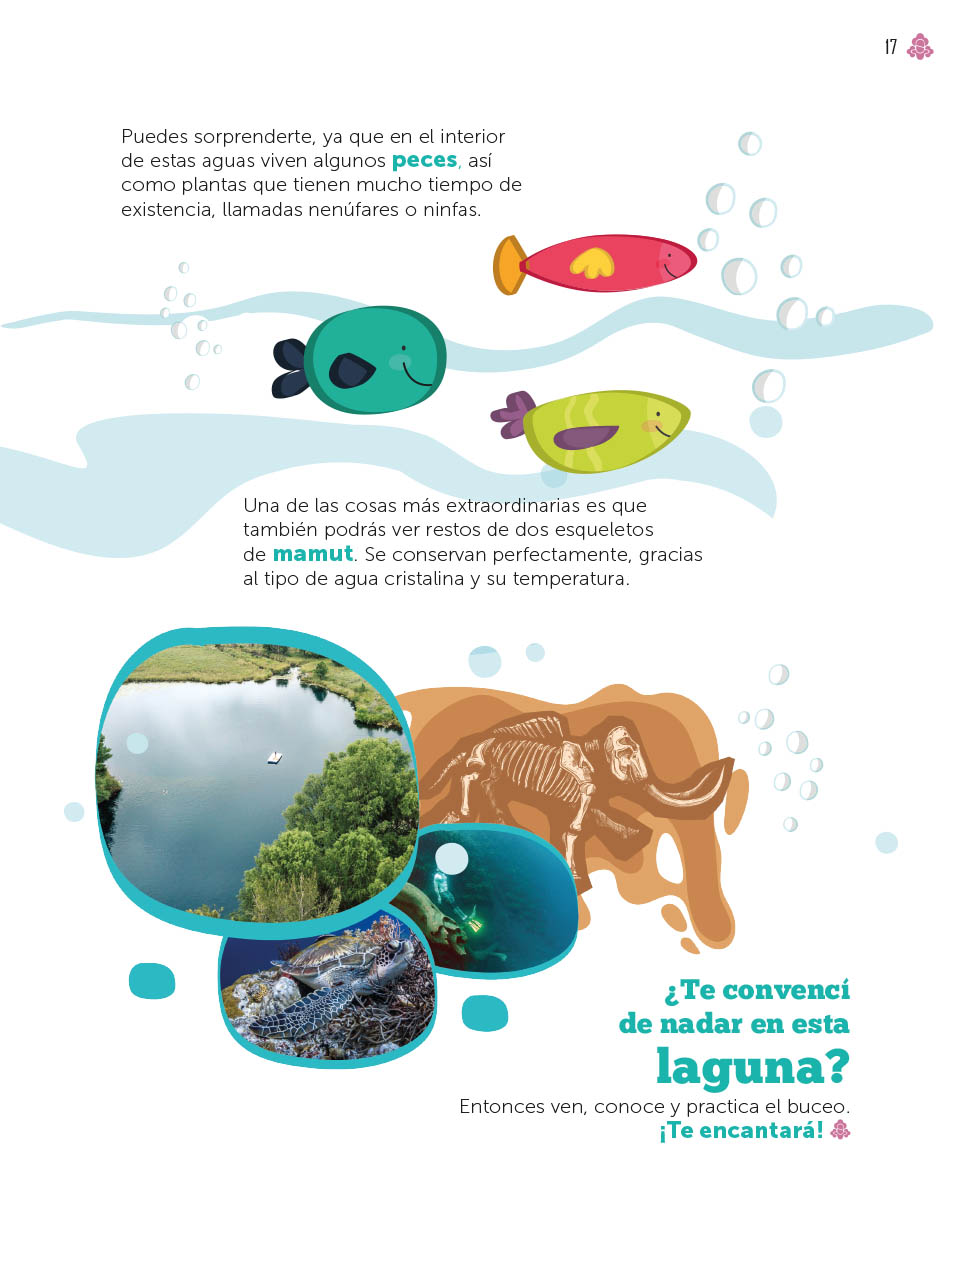 17
Puedes sorprenderte, ya que en el interior
de estas aguas viven algunos peces, así
como plantas que tienen mucho tiempo de
existencia, llamadas nenúfares o ninfas.
Una de las cosas más extraordinarias es que
también podrás ver restos de dos esqueletos
de mamut. Se conservan perfectamente, gracias
al tipo de agua cristalina y su temperatura.
¿Te convencí
de nadar en esta
laguna?
Entonces ven, conoce y practica el buceo.
¡Te encantará!